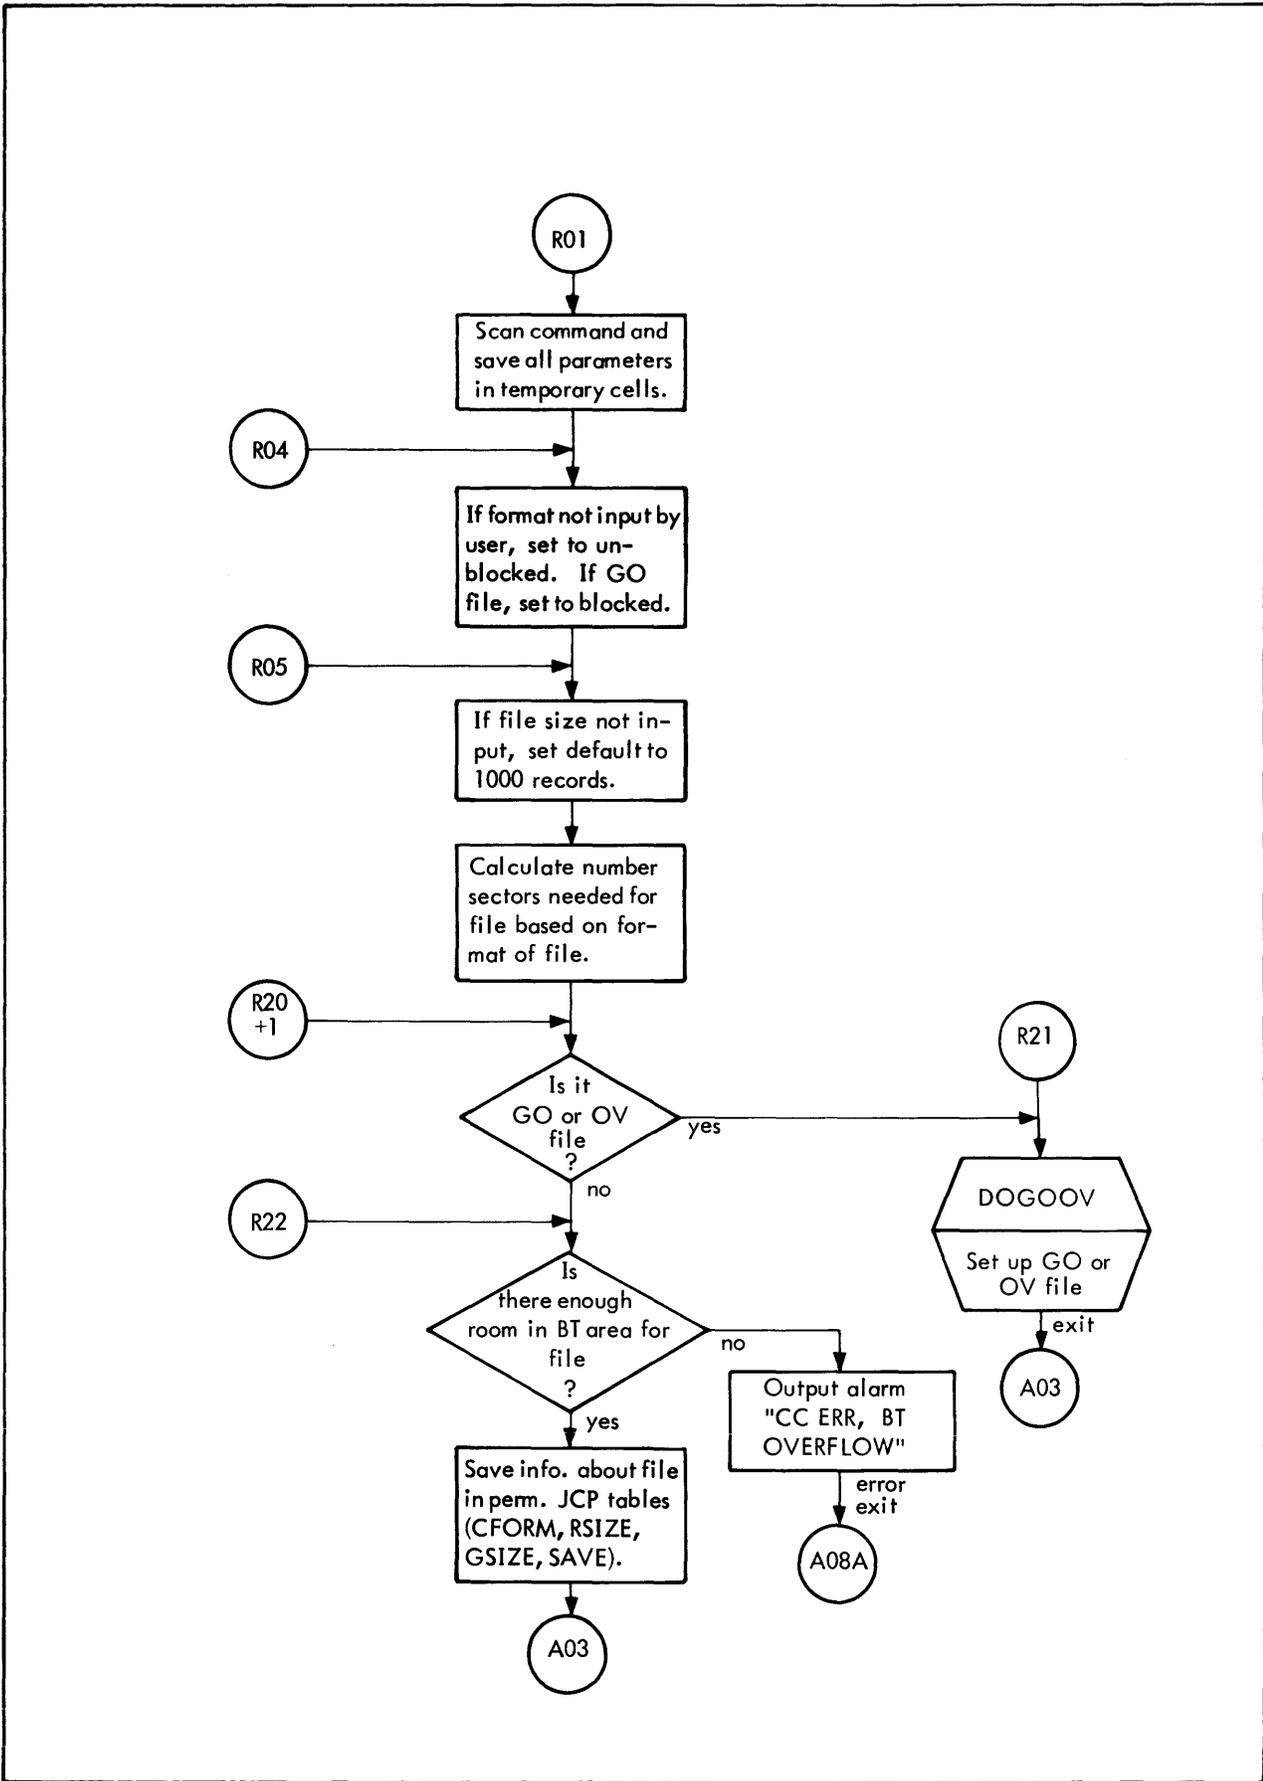 R01
Scan command and
save all parameters
in temporary cells.
R04
If format not input by
user, set to un-
blocked. If GO
file, set to blocked.
R05
If file size not in-
put, set default to
1000 records.
Calculate number
sectors needed for
file based on for-
mat of file.
R20
+1
Is it
GO or OV
file
?
yes
no
R21
DOGOOV
Set up GO or
OV file
exit
A03
R22
Is
there enough
room in BT area for
file
?
no
yes
Output alarm
"CC ERR, BT
OVERFLOW"
error
exit
A08A
Save info. about file
in perm. JCP tables
(CFORM, RSIZE,
GSIZE, SAVE).
A03